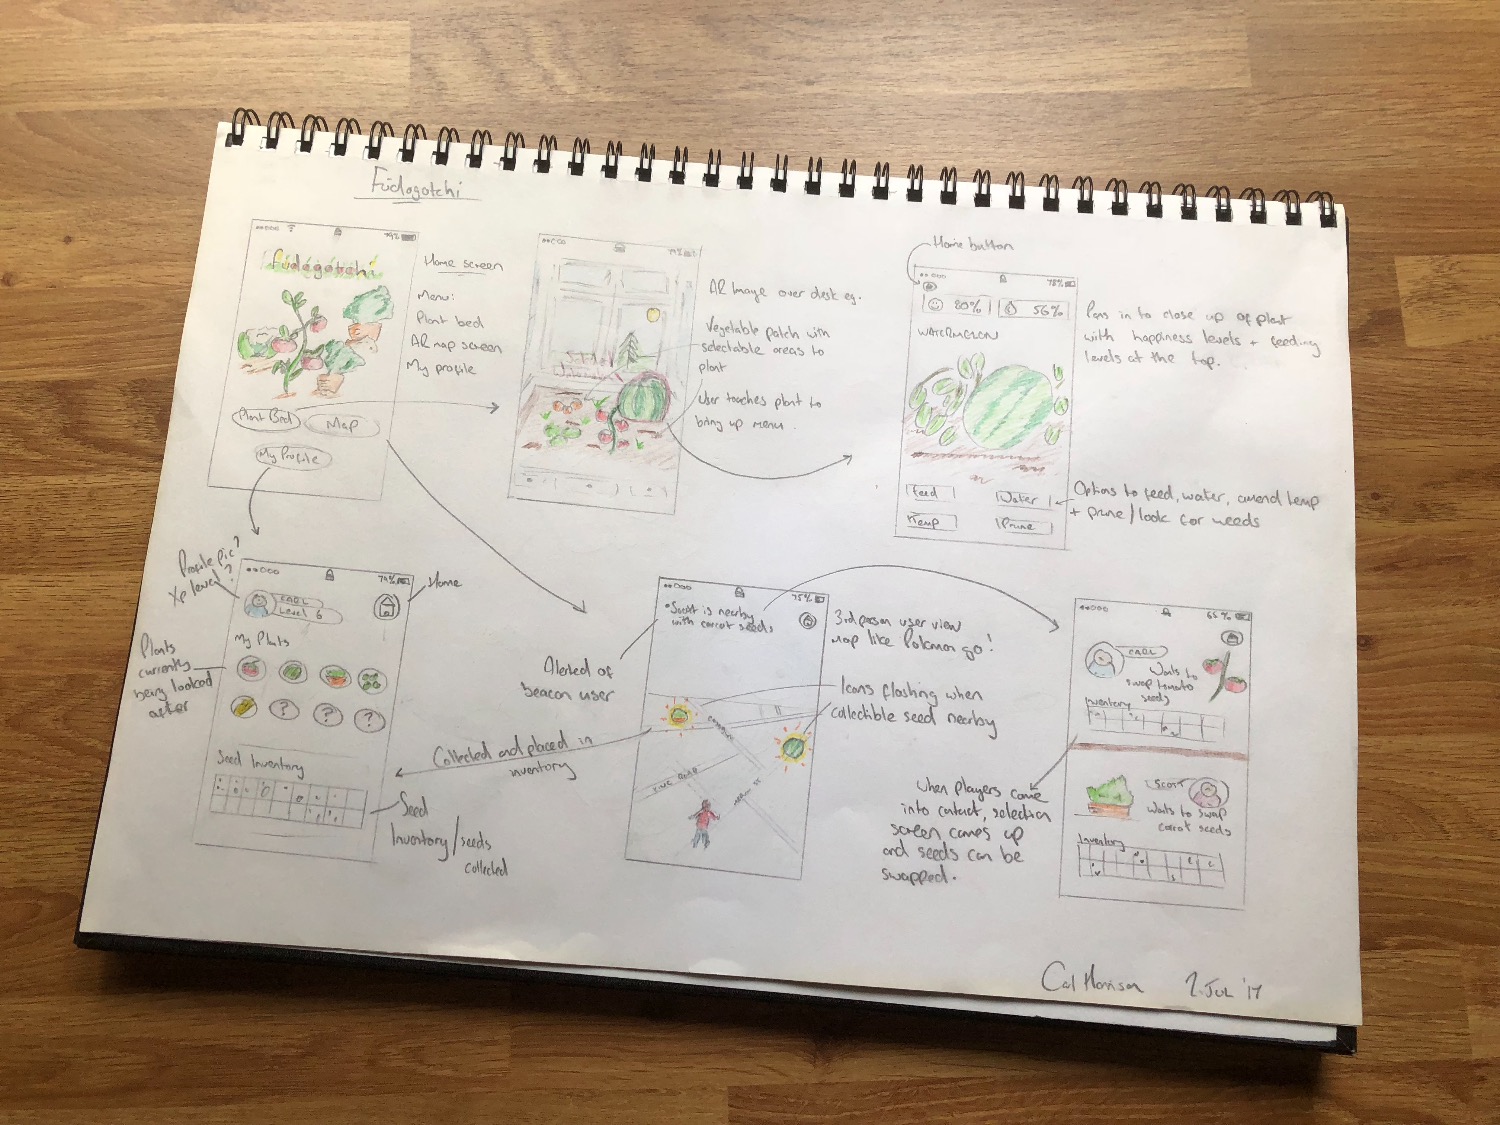 Fūdogotchi
79%
fūdōgotchi
Plant Bed
Map
My Profile
Home screen
Menu:
Plant bed
AR map screen
My profile
AR Image over desk eg.
Vegetable patch with
selectable areas to
plant
User touches plant to
bring up menu.
Home button
78%
80%
56%
WATERMELON
Feed
Water
Temp
Prune
Pans in to close up of plant
with happiness levels + feeding
levels at the top.
Options to feed, water, amend temp
+ prune/look for weeds
Profile pic?
Xp level?
Home
CARL
Level 6
My Plants
?
?
?
Plants
currently
being looked
after
Seed Inventory
Seed
Inventory/seeds
collected
75%
•Scott is nearby
with carrot seeds
Alerted of
beacon user
3rd person user view
Map like Pokemon go!
Icons flashing when
collectible seed nearby
Collected and placed in
inventory
65%
CARL
Wants to
swap tomato
seeds
Inventory
SCOTT
Wants to swap
carrot seeds
Inventory
When players come
into contact, selection
screen comes up
and seeds can be
swapped.
Cal Harrison
2. Jul '17